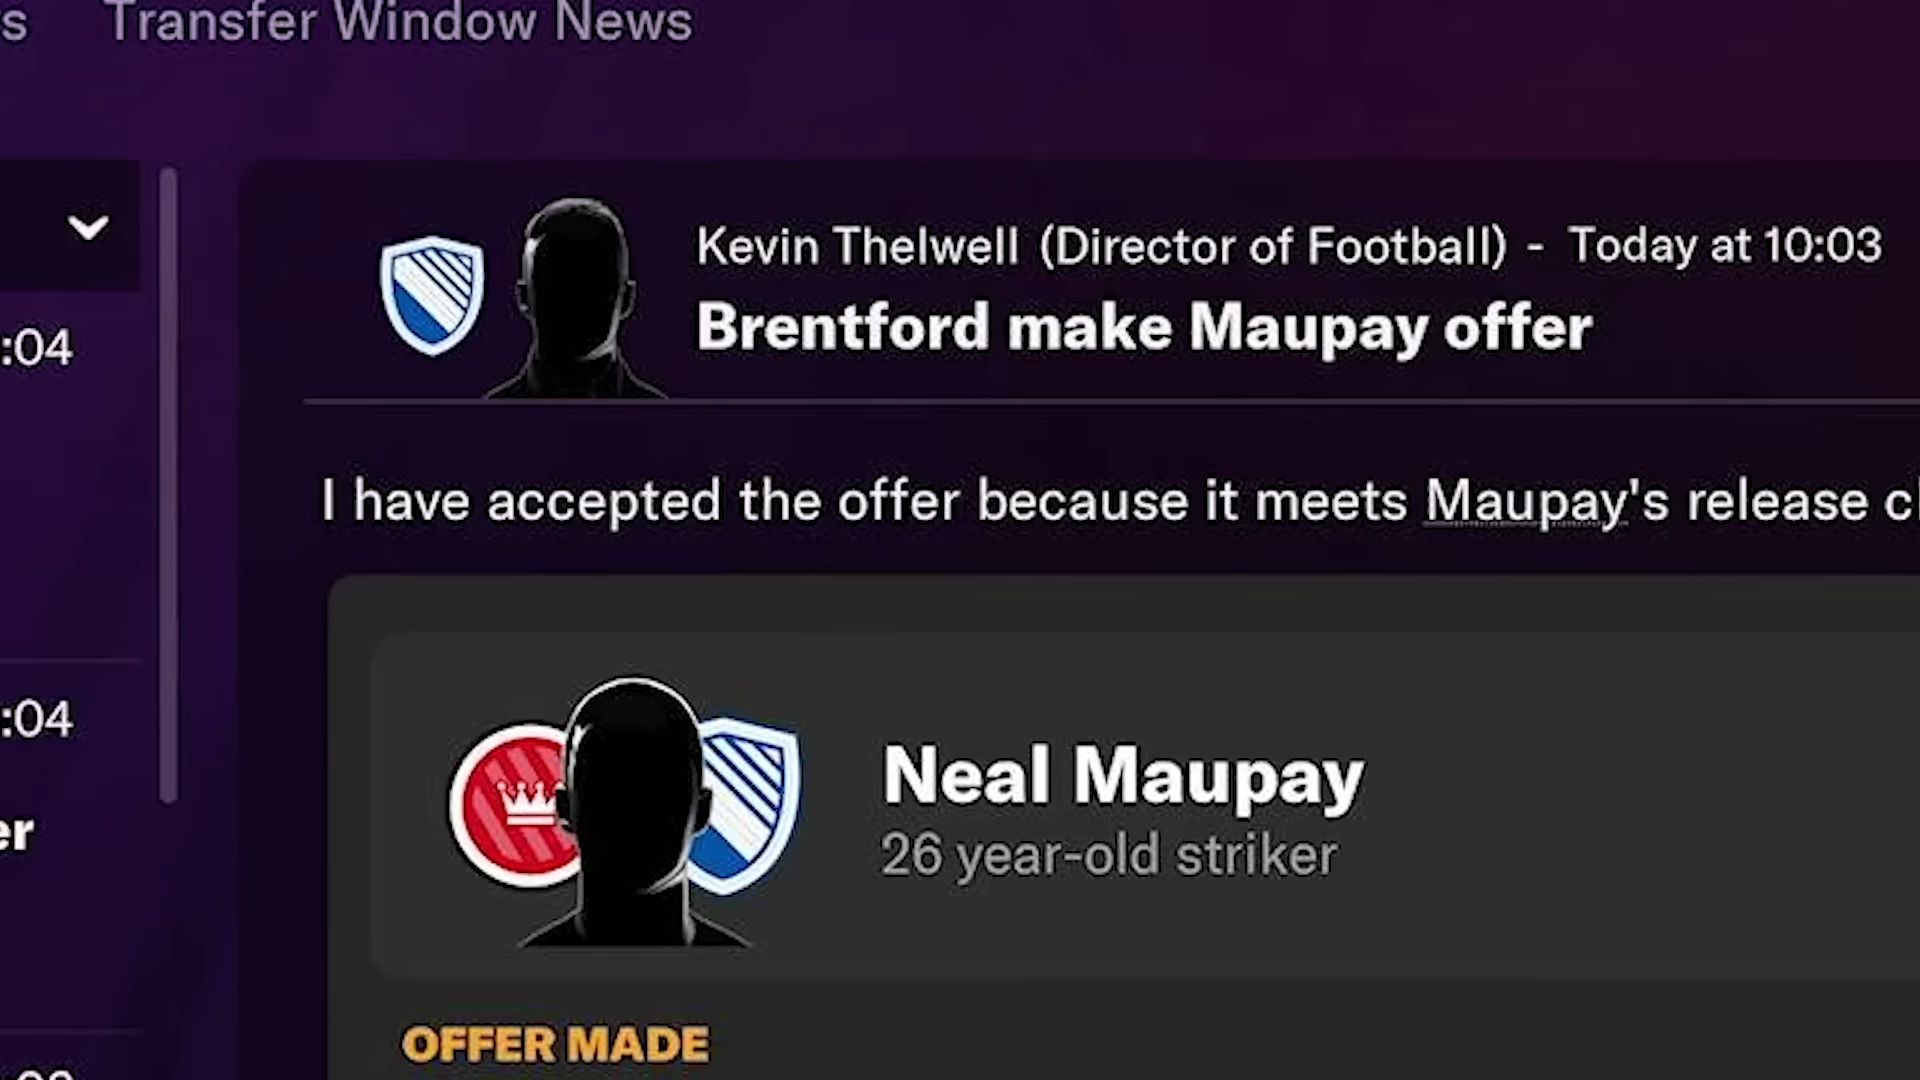 s Transfer Window News
Kevin Thelwell (Director of Football) - Today at 10:03
Brentford make Maupay offer
:04
I have accepted the offer because it meets Maupay's release
:04
er
Neal Maupay
26 year-old striker
OFFER MADE